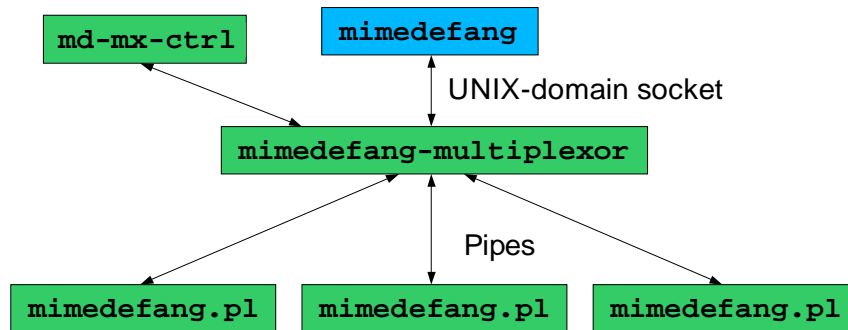 md-mx-ctrl
mimedefang
UNIX-domain socket
mimedefang-multiplexor
Pipes
mimedefang.pl
mimedefang.pl
mimedefang.pl